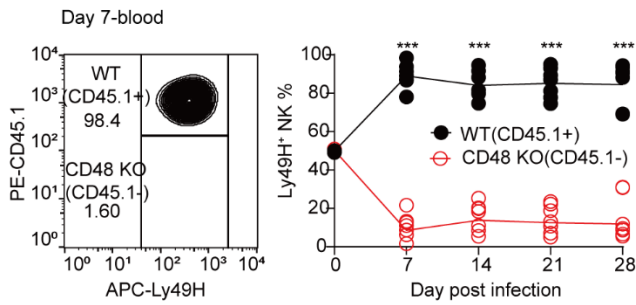 Day 7-blood
PE-CD45.1
10⁴
10³
10²
10¹
10⁰
WT
(CD45.1+)
98.4
CD48 KO
(CD45.1-)
1.60
10⁰ 10¹ 10² 10³ 10⁴
APC-Ly49H
Ly49H⁺ NK %
100
80
60
40
20
0
*** *** *** ***
WT(CD45.1+)
CD48 KO(CD45.1-)
0 7 14 21 28
Day post infection